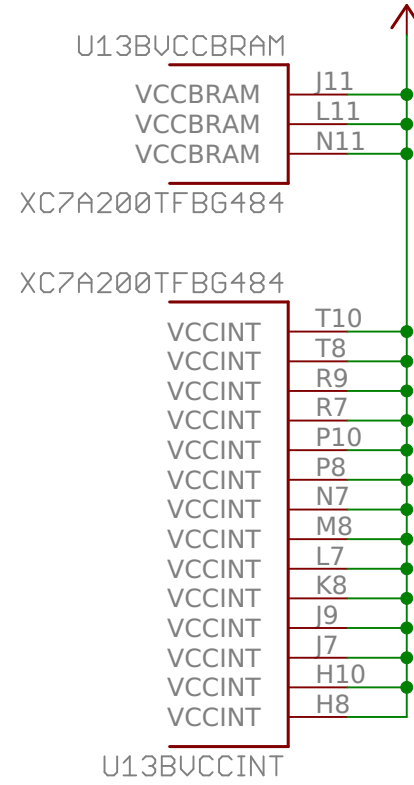 U13BVCCBRAM
VCCBRAM J11
VCCBRAM L11
VCCBRAM N11
XC7A200TFBG484
XC7A200TFBG484
VCCINT T10
VCCINT T8
VCCINT R9
VCCINT R7
VCCINT P10
VCCINT P8
VCCINT N7
VCCINT M8
VCCINT L7
VCCINT K8
VCCINT J9
VCCINT J7
VCCINT H10
VCCINT H8
U13BVCCINT